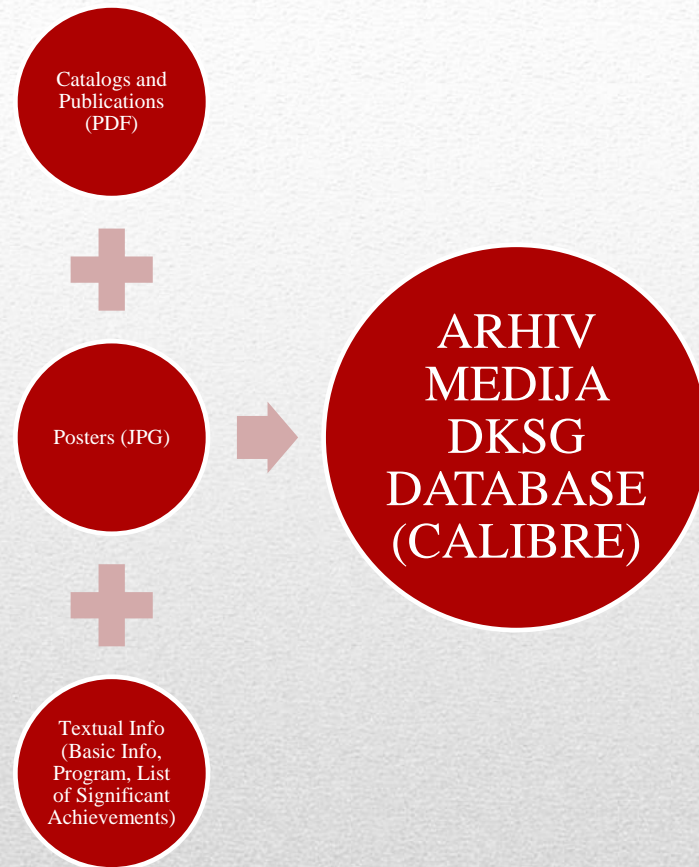 Catalogs and
Publications
(PDF)
Posters (JPG)
Textual Info
(Basic Info,
Program, List
of Significant
Achievements)
ARHIV
MEDIJA
DKSG
DATABASE
(CALIBRE)